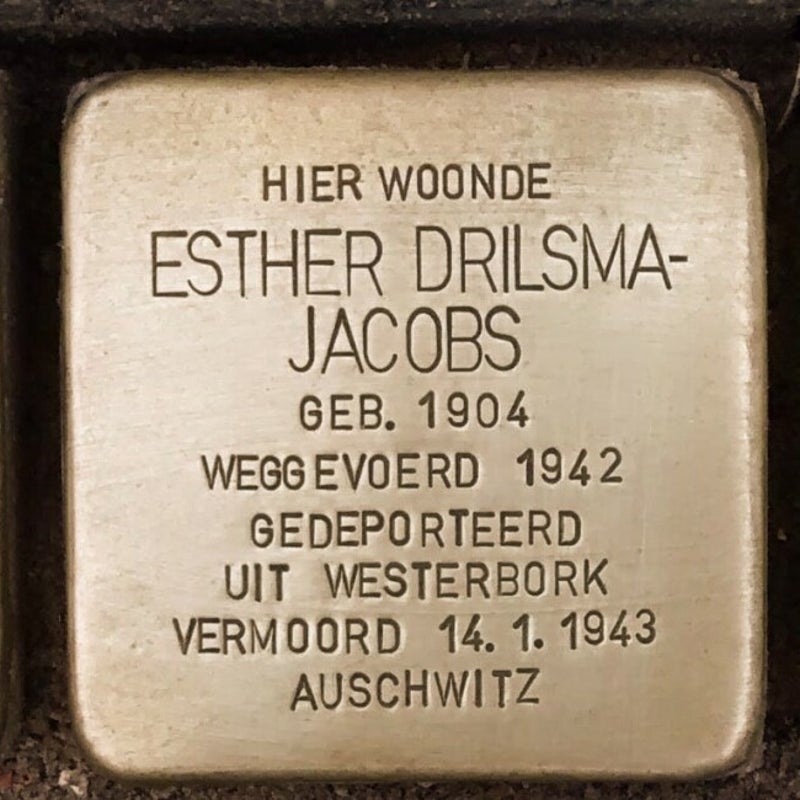 HIER WOONDE
ESTHER DRILSMA-
JACOBS
GEB. 1904
WEGGEVOERD 1942
GEDEPORTEERD
UIT WESTERBORK
VERMOORD 14.1.1943
AUSCHWITZ